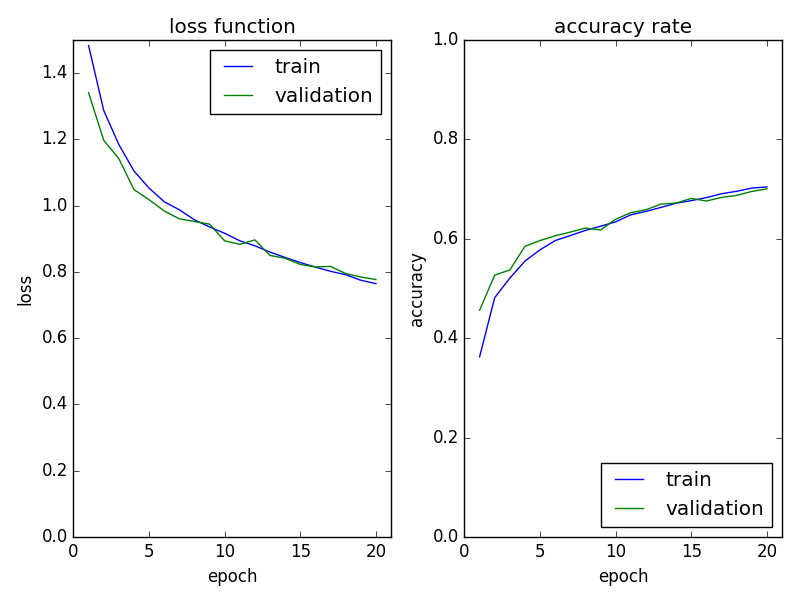 loss function
1.4
1.2
1.0
0.8
0.6
0.4
0.2
0.0
loss
train
validation
0 5 10 15 20
epoch
accuracy rate
1.0
0.8
0.6
0.4
0.2
0.0
accuracy
train
validation
0 5 10 15 20
epoch